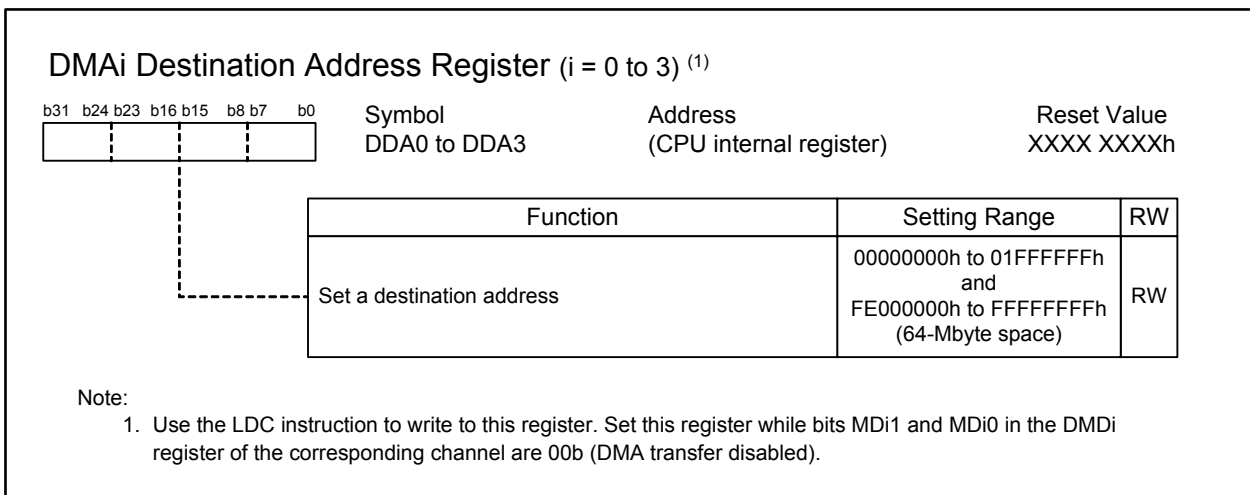 DMAi Destination Address Register (i = 0 to 3) (1)
b31 b24 b23 b16 b15 b8 b7 b0
Symbol Address Reset Value
DDA0 to DDA3 (CPU internal register) XXXX XXXXh
Function Setting Range RW
Set a destination address
00000000h to 01FFFFFFh
and
FE000000h to FFFFFFFFh
(64-Mbyte space)
RW
Note:
1. Use the LDC instruction to write to this register. Set this register while bits MDi1 and MDi0 in the DMDi
register of the corresponding channel are 00b (DMA transfer disabled).